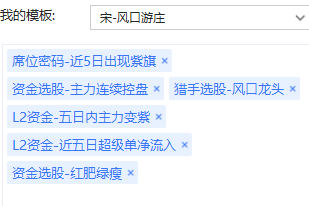 我的模板: 宋-风口游庄
席位密码-近5日出现紫旗 ×
资金选股-主力连续控盘 × 猎手选股-风口龙头 ×
L2资金-五日内主力变紫 ×
L2资金-近五日超级单净流入 ×
资金选股-红肥绿瘦 ×